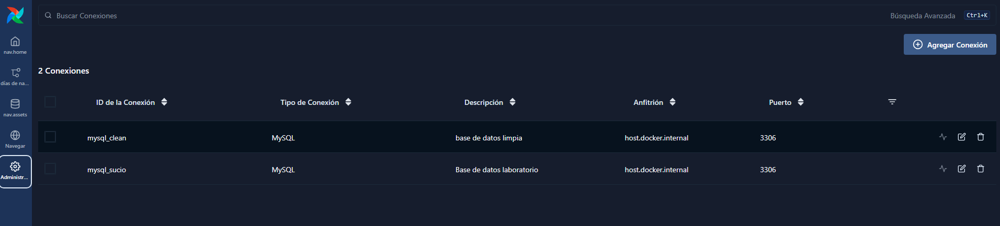 Buscar Conexiones
Búsqueda Avanzada Ctrl+K
nav.home
Agregar Conexión
días de na...
2 Conexiones
nav.assets
ID de la Conexión Tipo de Conexión Descripción Anfitrión Puerto
Navegar
mysql_clean MySQL base de datos limpia host.docker.internal 3306
Administr...
mysql_sucio MySQL Base de datos laboratorio host.docker.internal 3306